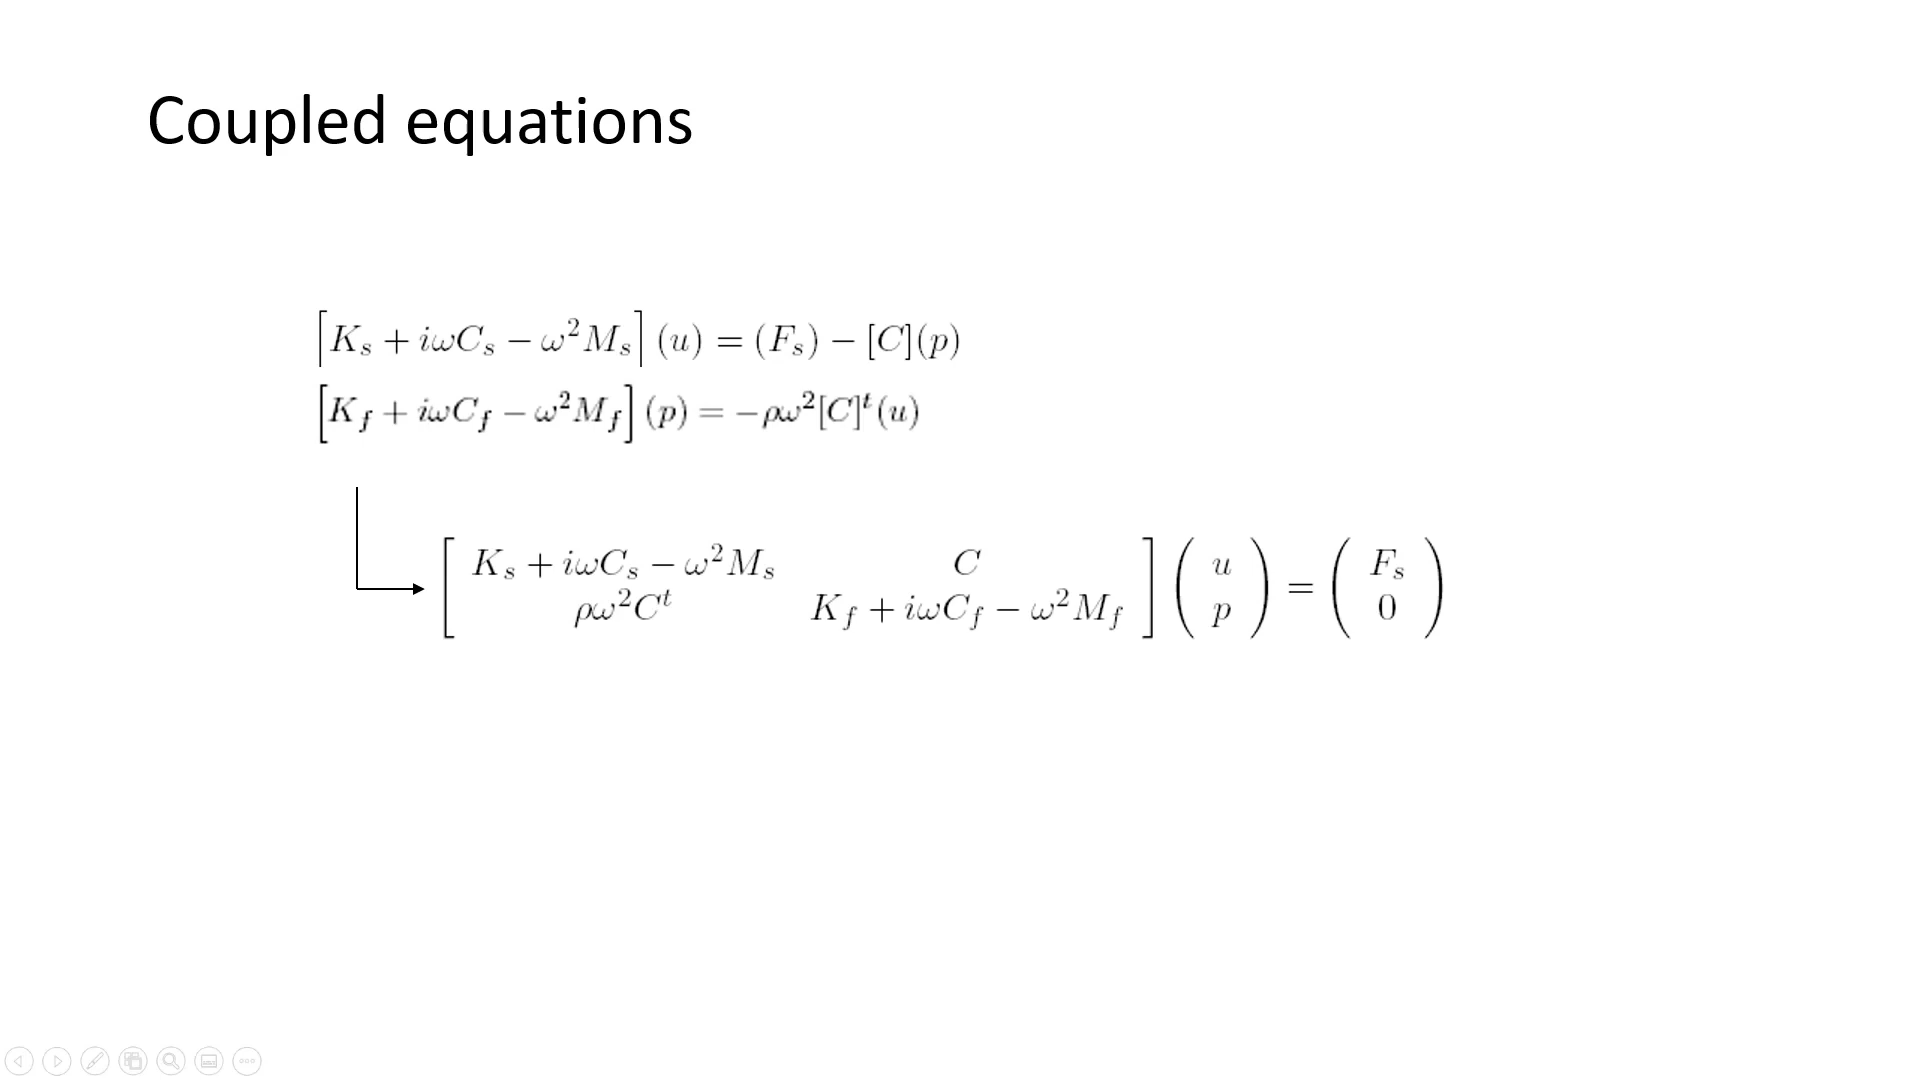 Coupled equations
⌈K_s + iωC_s − ω²M_s⌉ (u) = (F_s) − [C](p)
[K_f + iωC_f − ω²M_f] (p) = −ρω²[C]^t(u)
[ K_s + iωC_s − ω²M_s C ] ( u ) = ( F_s )
[ ρω²C^t K_f + iωC_f − ω²M_f ] ( p ) ( 0 )